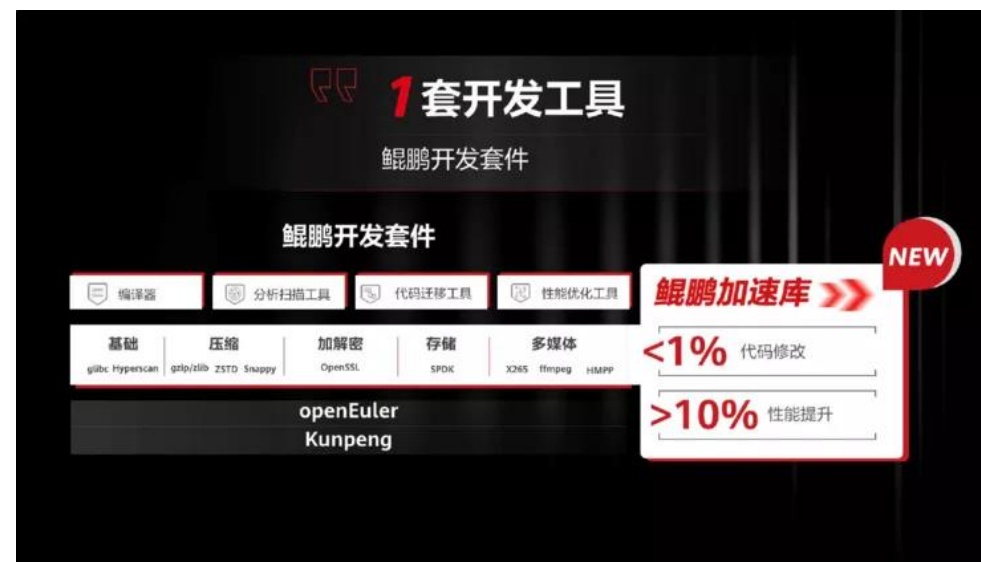 1套开发工具
鲲鹏开发套件
鲲鹏开发套件
编译器 分析扫描工具 代码迁移工具 性能优化工具
基础 压缩 加解密 存储 多媒体
glibc Hyperscan gzip/zlib ZSTD Snappy OpenSSL SPDK X265 ffmpeg HMPP
openEuler
Kunpeng
NEW
鲲鹏加速库
<1% 代码修改
>10% 性能提升